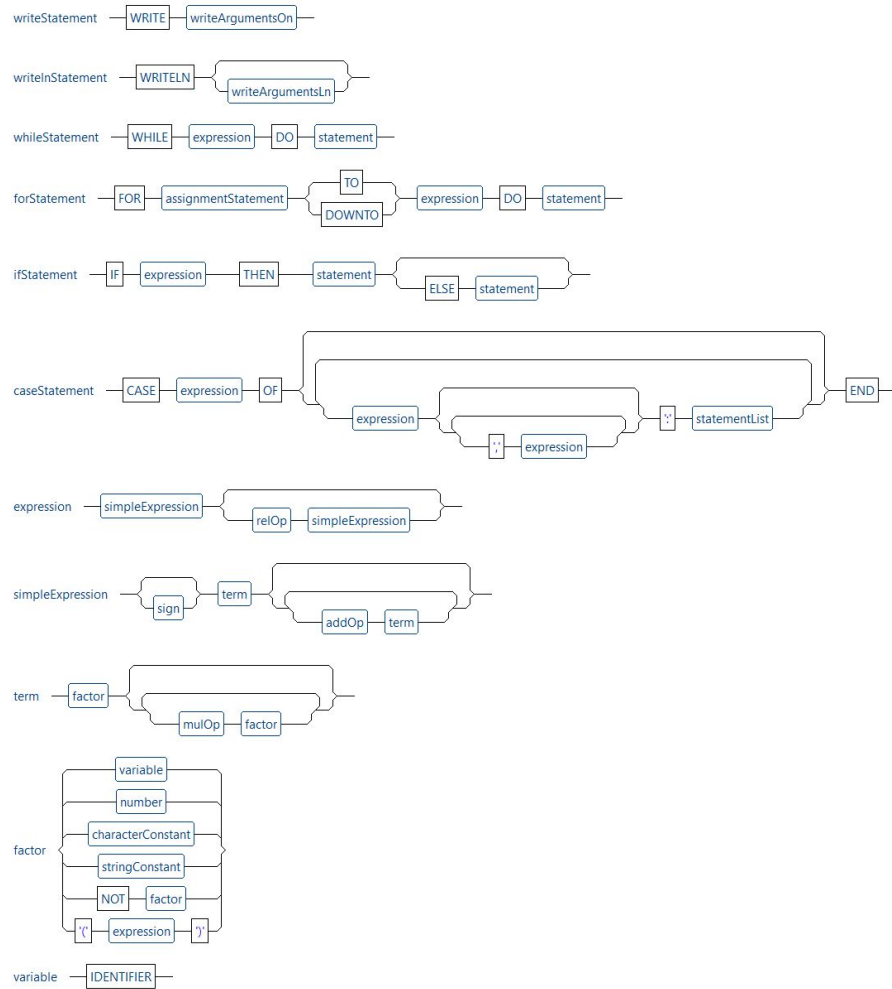 writeStatement WRITE writeArgumentsOn
writelnStatement WRITELN writeArgumentsLn
whileStatement WHILE expression DO statement
forStatement FOR assignmentStatement TO DOWNTO expression DO statement
ifStatement IF expression THEN statement ELSE statement
caseStatement CASE expression OF END
expression ':' statementList
',' expression
expression simpleExpression relOp simpleExpression
simpleExpression sign term addOp term
term factor mulOp factor
variable
number
characterConstant
factor
stringConstant
NOT factor
'(' expression ')'
variable IDENTIFIER